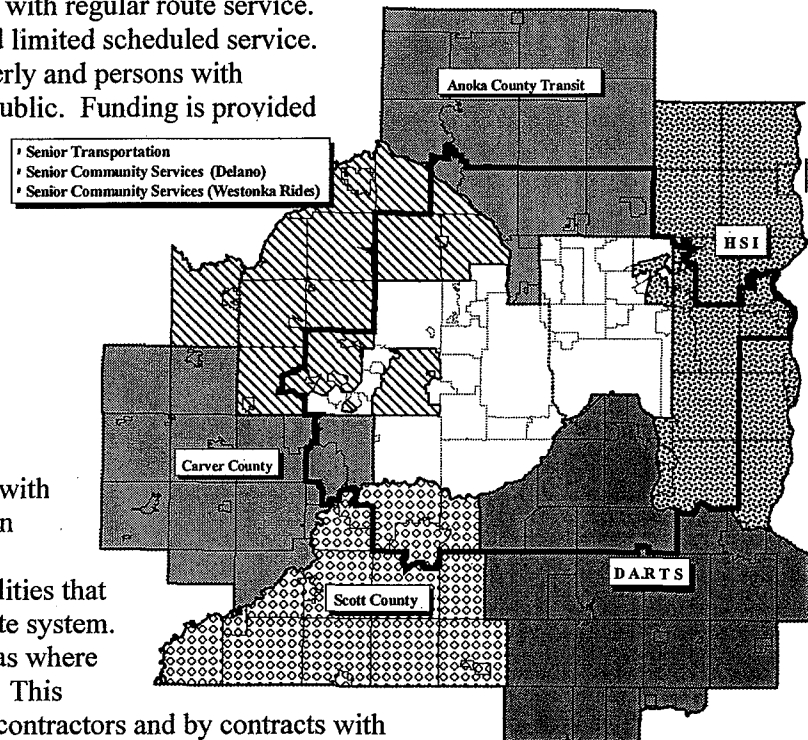 with regular route service.
limited scheduled service.
erly and persons with
ublic. Funding is provided
Anoka County Transit
Senior Transportation
Senior Community Services (Delano)
Senior Community Services (Westonka Rides)
HSI
with
Carver County
n
DARTS
lities that
Scott County
te system.
as where
This
contractors and by contracts with